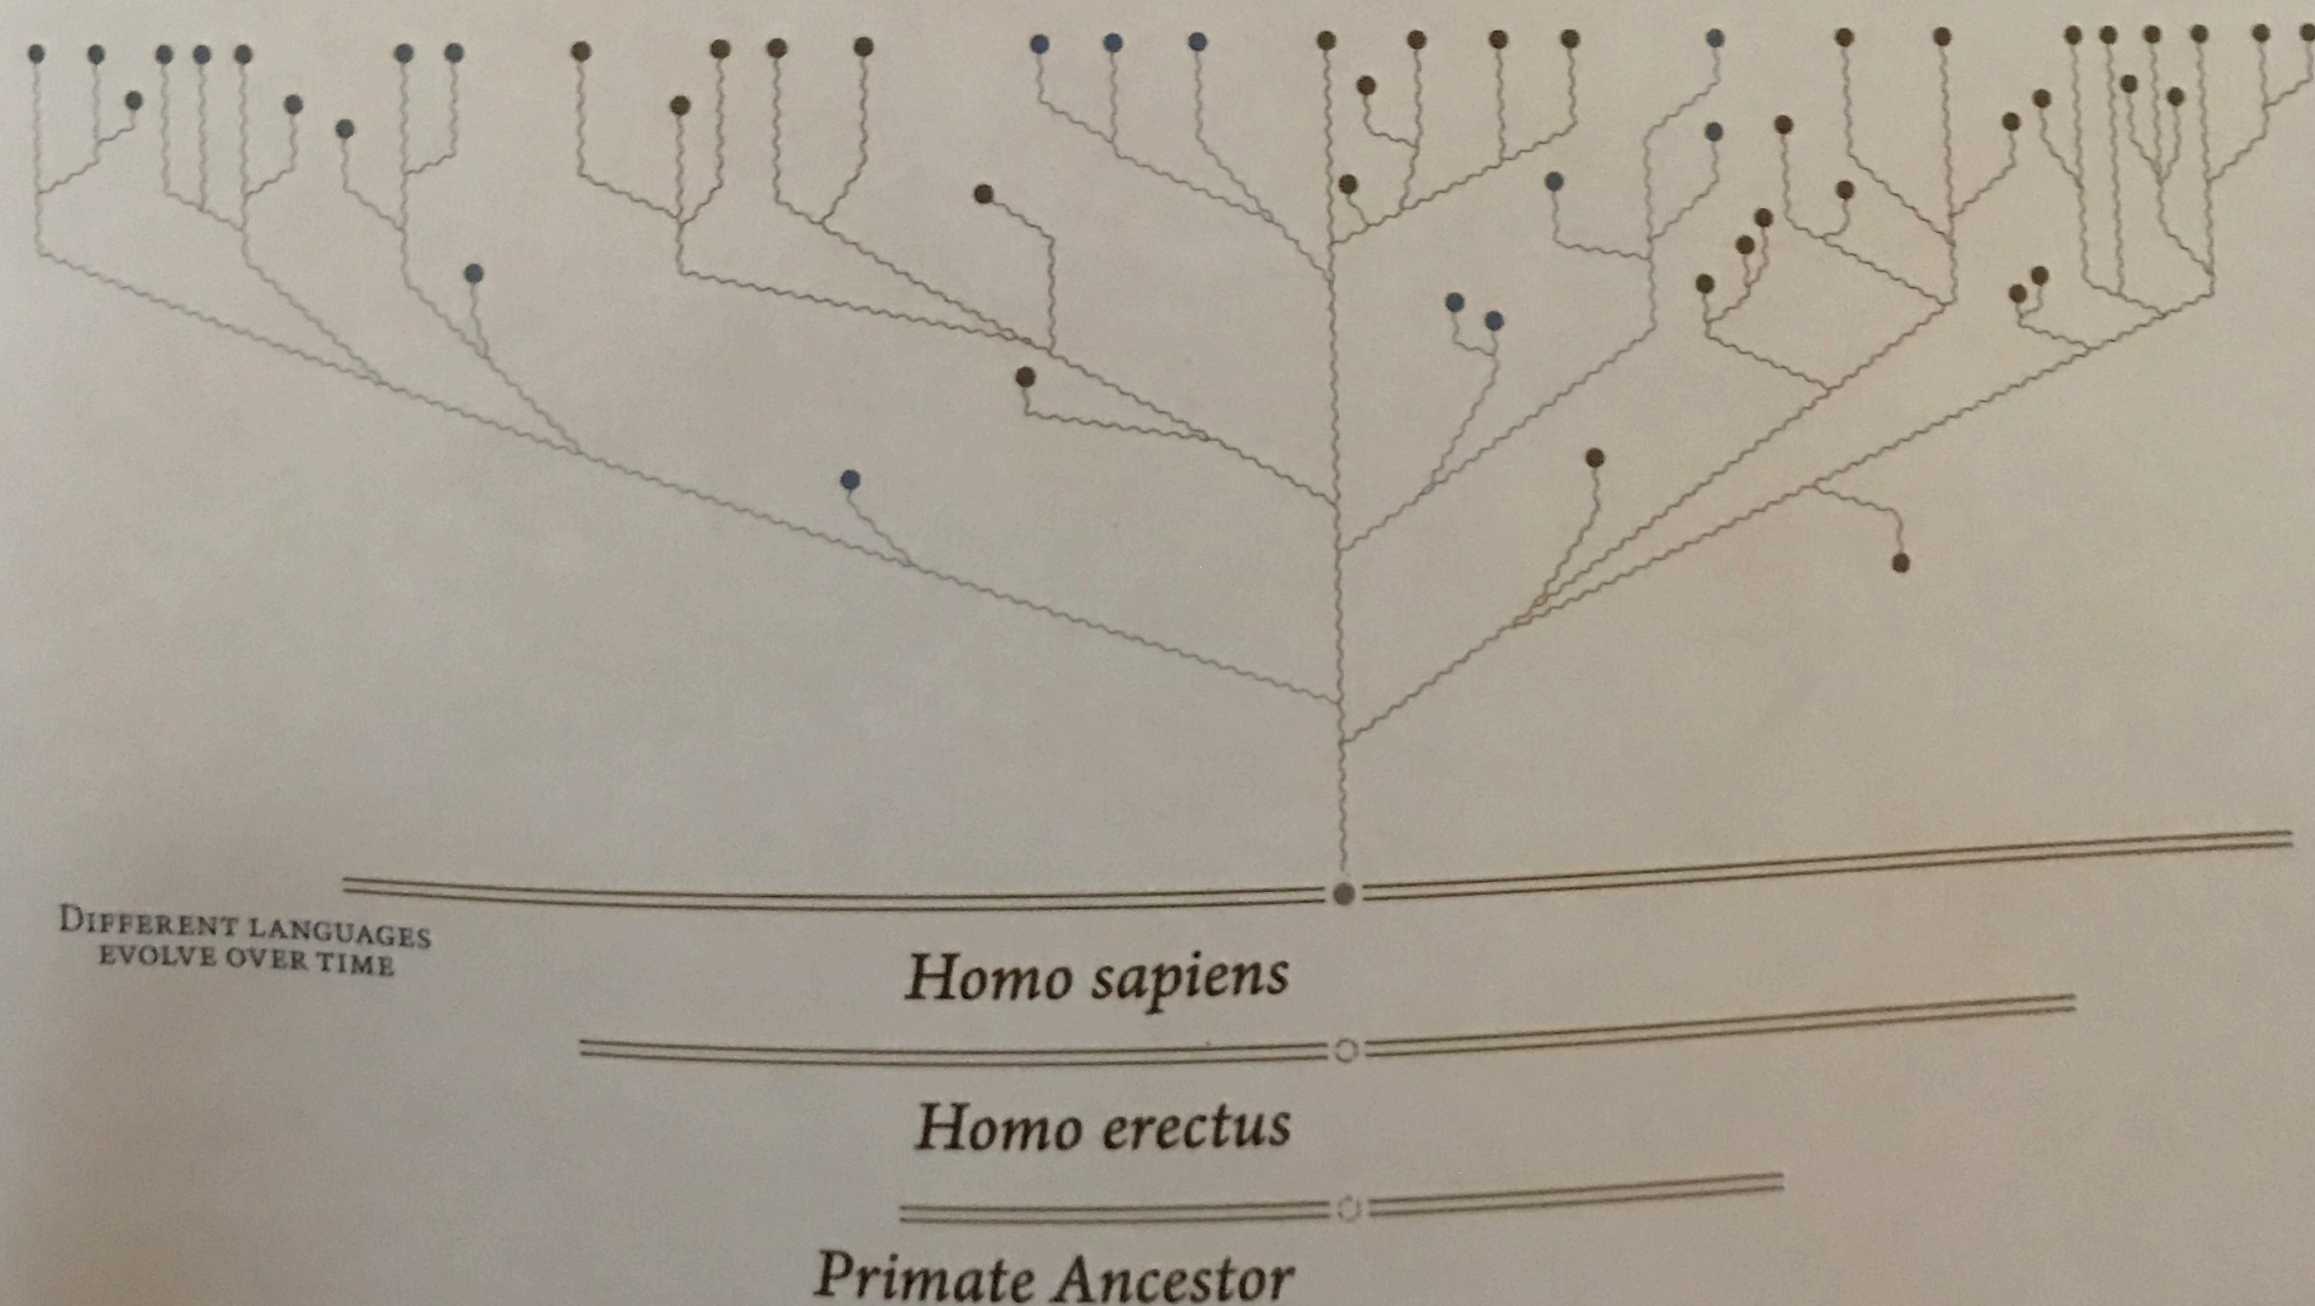 DIFFERENT LANGUAGES
EVOLVE OVER TIME
Homo sapiens
Homo erectus
Primate Ancestor